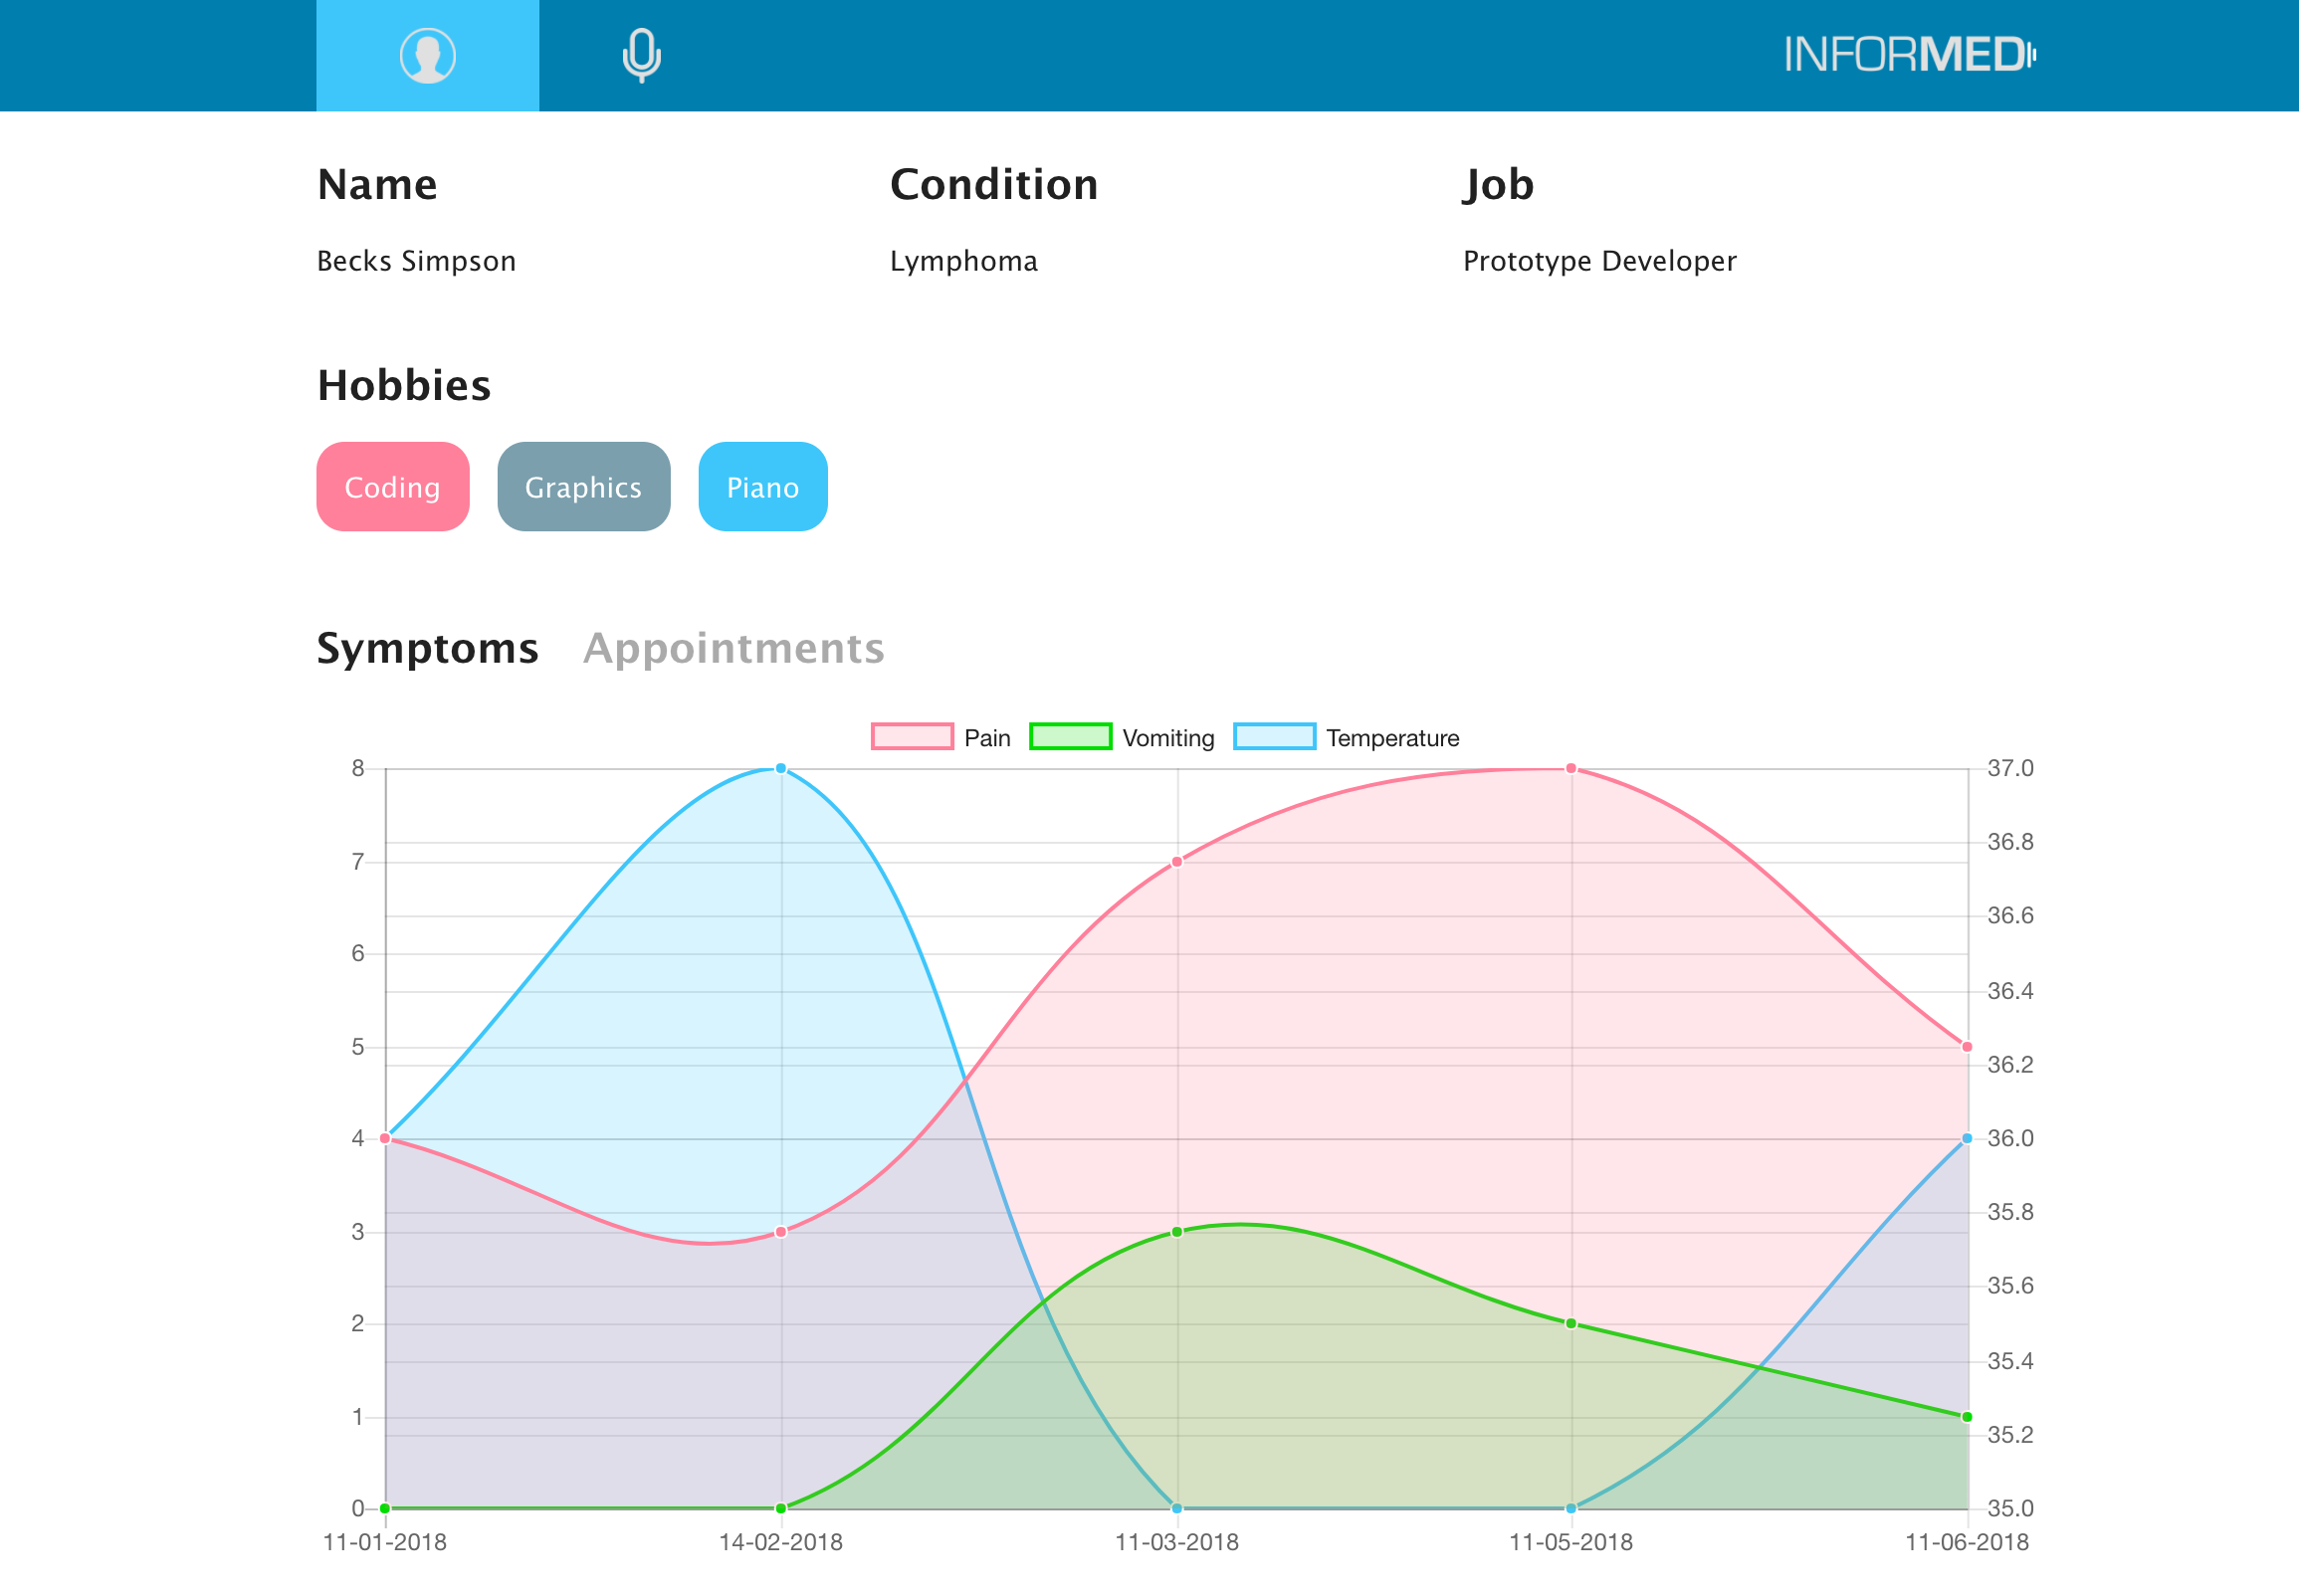 INFORMED
Name Condition Job
Becks Simpson Lymphoma Prototype Developer
Hobbies
Coding Graphics Piano
Symptoms Appointments
Pain Vomiting Temperature
8 37.0
36.8
7
36.6
6
36.4
5
36.2
4 36.0
35.8
3
35.6
2
35.4
1
35.2
0 35.0
11-01-2018 14-02-2018 11-03-2018 11-05-2018 11-06-2018